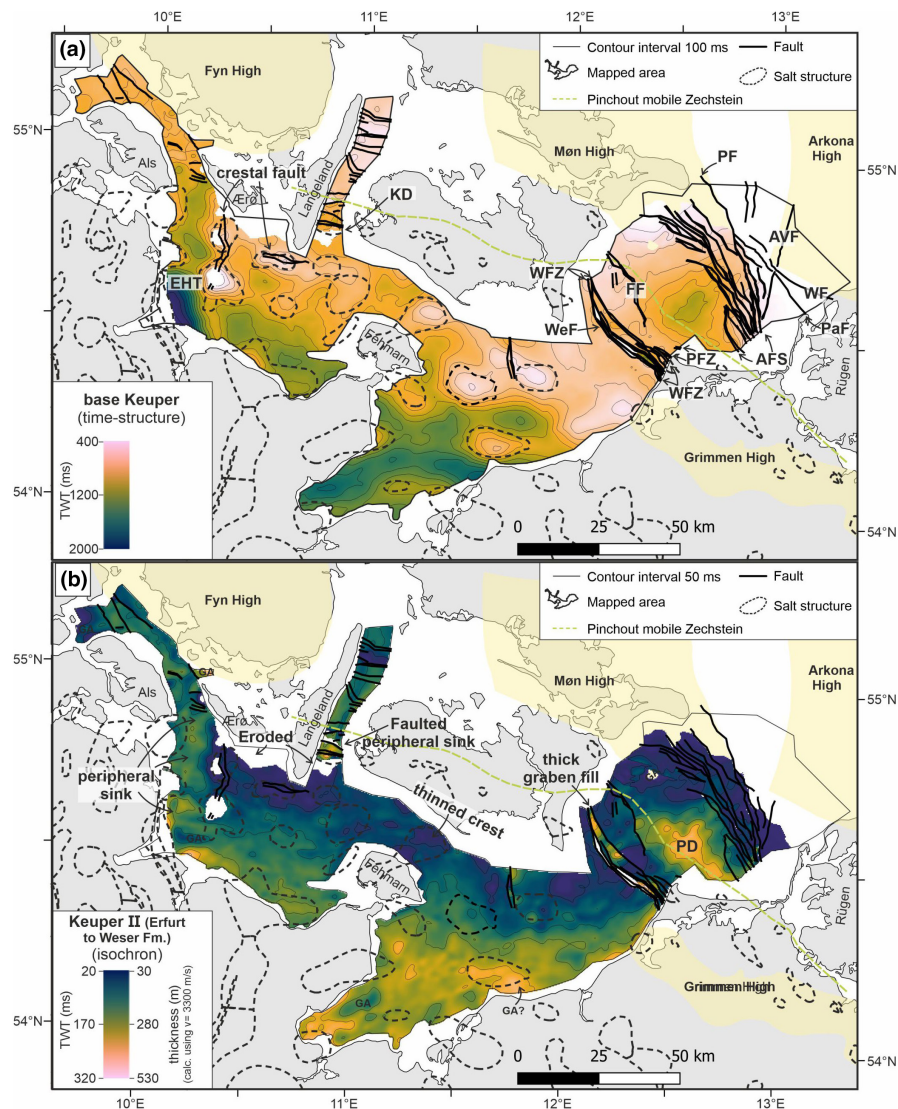 10°E 11°E 12°E 13°E
(a)
Contour interval 100 ms Fault
Mapped area Salt structure
Pinchout mobile Zechstein
Fyn High
55°N
55°N
Als
crestal fault
Ærø
Langeland
KD
Møn High
Arkona
High
PF
AVF
WFZ
FF
WF
EHT
WeF
PaF
PFZ
AFS
WFZ
Fehmarn
Rügen
Grimmen High
base Keuper
(time-structure)
TWT (ms)
400
1200
2000
54°N
54°N
0 25 50 km
(b)
Contour interval 50 ms Fault
Mapped area Salt structure
Pinchout mobile Zechstein
Fyn High
55°N
55°N
GA
Als
Ærø
Eroded
Langeland
Faulted
peripheral sink
Møn High
Arkona
High
peripheral
sink
thick
graben fill
thinned crest
PD
GA?
Fehmarn
Rügen
Grimmen High
Keuper II (Erfurt
to Weser Fm.)
(isochron)
TWT (ms)
20 30
170 280
320 530
thickness (m)
(calc. using v= 3300 m/s)
GA
GA?
54°N
54°N
0 25 50 km
10°E 11°E 12°E 13°E